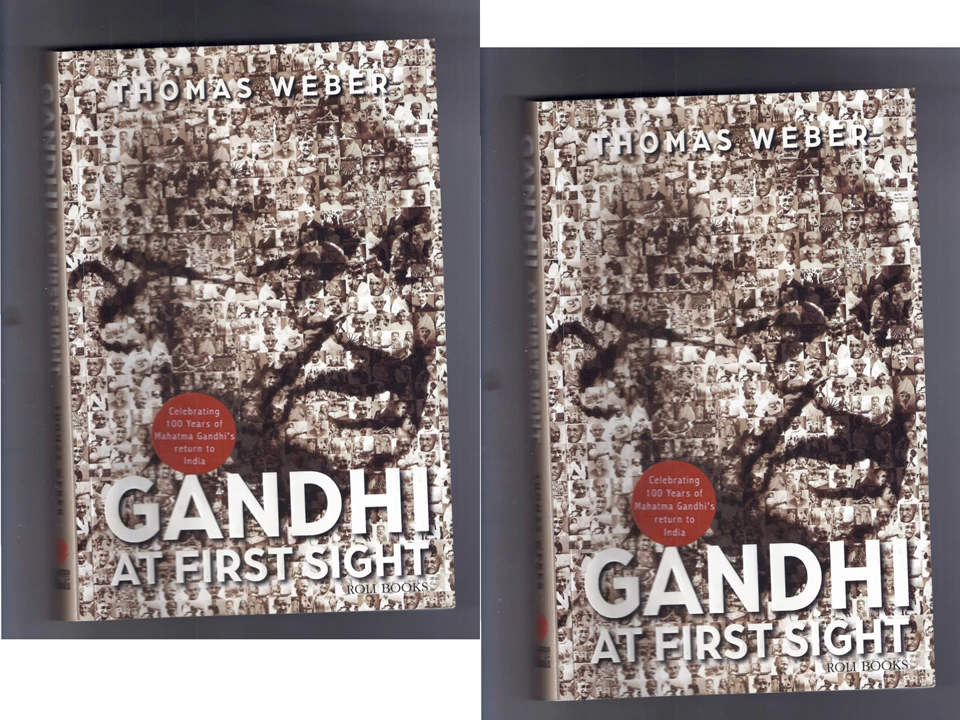 THOMAS WEBER
Celebrating
100 Years of
Mahatma Gandhi's
return to
India
GANDHI
AT FIRST SIGHT
ROLI BOOKS
THOMAS WEBER
Celebrating
100 Years of
Mahatma Gandhi's
return to
India
GANDHI
AT FIRST SIGHT
ROLI BOOKS